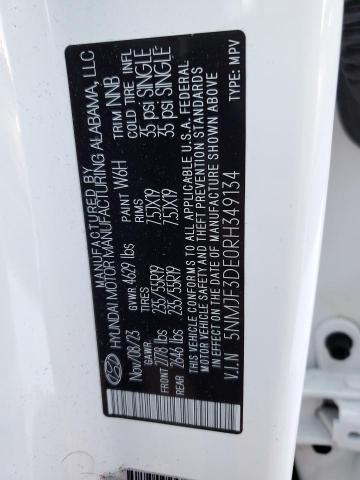 MANUFACTURED BY
HYUNDAI MOTOR MANUFACTURING ALABAMA, LLC
Nov/08/23 GVWR 4629 lbs PAINT W6H TRIM NNB
GAWR TIRES COLD TIRE INFL
FRONT 2778 lbs 235/55R19 7.5JX19 35 psi SINGLE
REAR 2646 lbs 235/55R19 7.5JX19 35 psi SINGLE
THIS VEHICLE CONFORMS TO ALL APPLICABLE U.S.A. FEDERAL
MOTOR VEHICLE SAFETY, BUMPER, AND THEFT PREVENTION
STANDARDS IN EFFECT ON THE DATE OF MANUFACTURE
SHOWN ABOVE.
V.I.N 5NMJF3DE0RH349134 TYPE: MPV